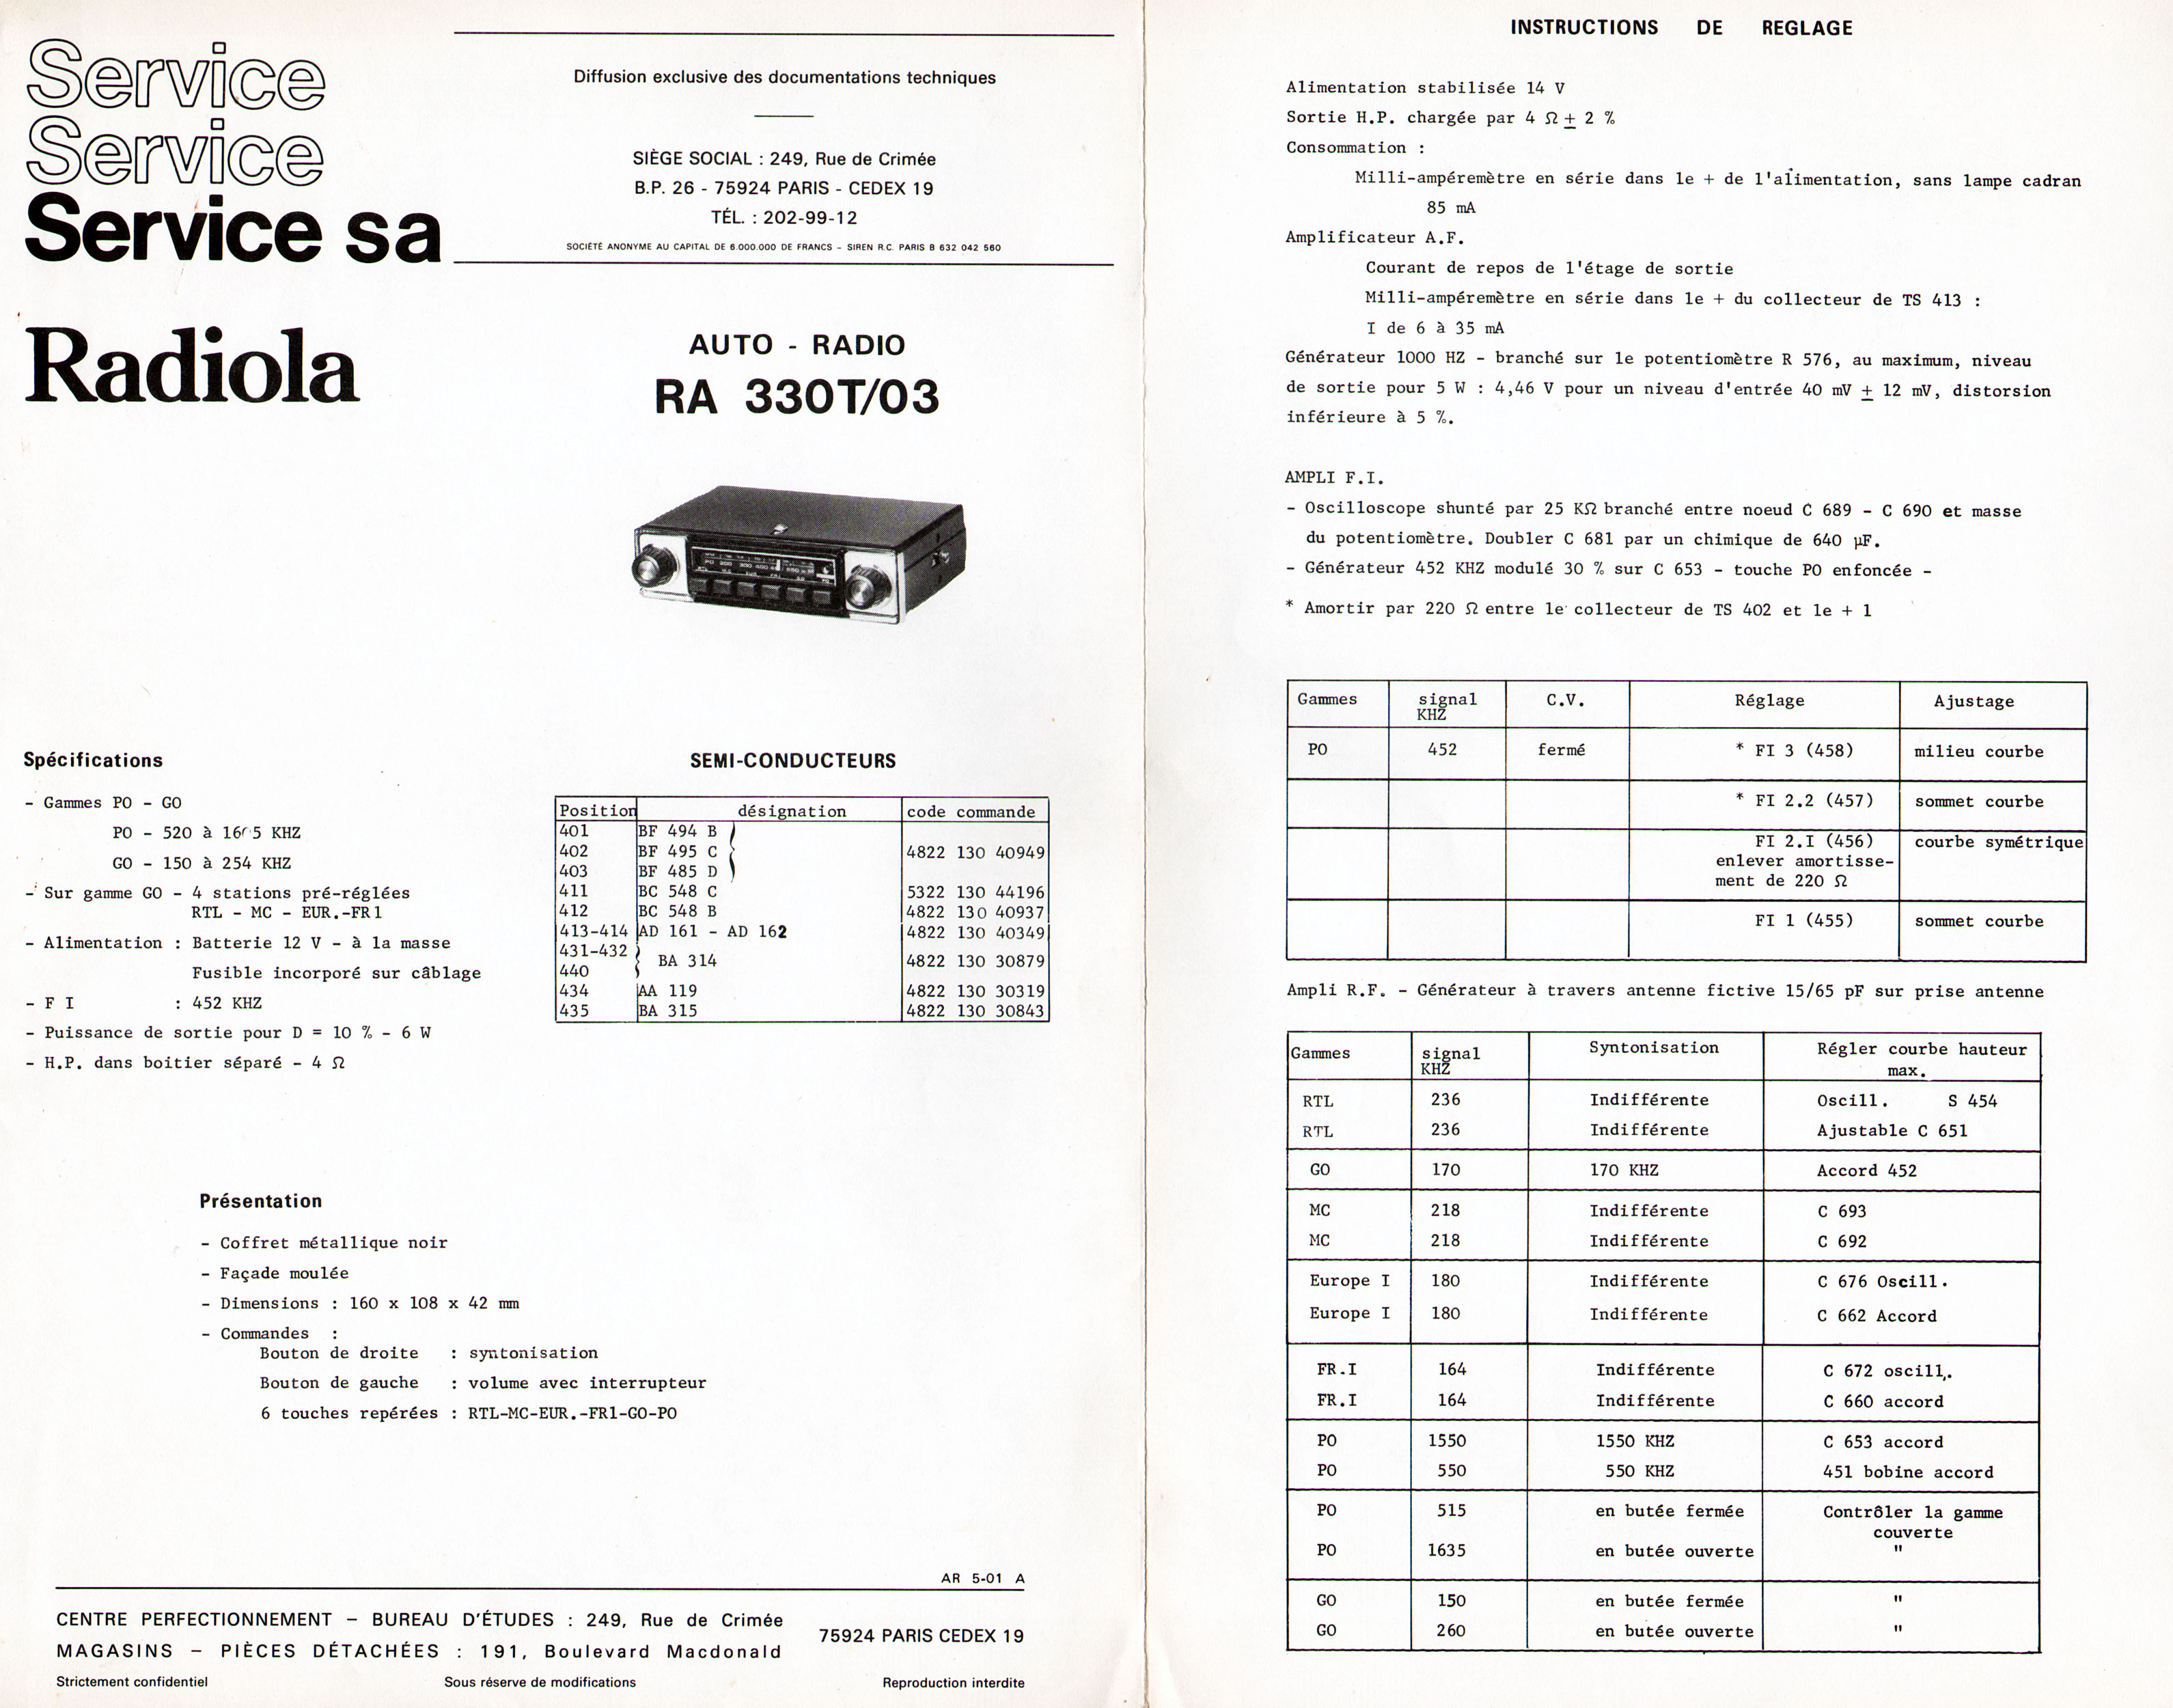 Service
Service
Service sa
Diffusion exclusive des documentations techniques
SIÈGE SOCIAL : 249, Rue de Crimée
B.P. 26 - 75924 PARIS - CEDEX 19
TÉL. : 202-99-12
SOCIÉTÉ ANONYME AU CAPITAL DE 6.000.000 DE FRANCS – SIREN R.C. PARIS B 632 042 560
Radiola
AUTO - RADIO
RA 330T/03
Spécifications
- Gammes PO - GO
PO - 520 à 1605 KHZ
GO - 150 à 254 KHZ
- Sur gamme GO - 4 stations pré-réglées
RTL - MC - EUR.-FR1
- Alimentation : Batterie 12 V - à la masse
Fusible incorporé sur câblage
- F I : 452 KHZ
- Puissance de sortie pour D = 10 % - 6 W
- H.P. dans boitier séparé - 4 Ω
SEMI-CONDUCTEURS
Position désignation code commande
401 BF 494 B
402 BF 495 C 4822 130 40949
403 BF 485 D
411 BC 548 C 5322 130 44196
412 BC 548 B 4822 130 40937
413-414 AD 161 - AD 162 4822 130 40349
431-432
440 BA 314 4822 130 30879
434 AA 119 4822 130 30319
435 BA 315 4822 130 30843
Présentation
- Coffret métallique noir
- Façade moulée
- Dimensions : 160 x 108 x 42 mm
- Commandes :
Bouton de droite : syntonisation
Bouton de gauche : volume avec interrupteur
6 touches repérées : RTL-MC-EUR.-FR1-GO-PO
AR 5-01 A
CENTRE PERFECTIONNEMENT – BUREAU D'ÉTUDES : 249, Rue de Crimée
MAGASINS – PIÈCES DÉTACHÉES : 191, Boulevard Macdonald
75924 PARIS CEDEX 19
Strictement confidentiel Sous réserve de modifications Reproduction interdite
INSTRUCTIONS DE REGLAGE
Alimentation stabilisée 14 V
Sortie H.P. chargée par 4 Ω ± 2 %
Consommation :
Milli-ampéremètre en série dans le + de l'alimentation, sans lampe cadran
85 mA
Amplificateur A.F.
Courant de repos de l'étage de sortie
Milli-ampéremètre en série dans le + du collecteur de TS 413 :
I de 6 à 35 mA
Générateur 1000 HZ - branché sur le potentiomètre R 576, au maximum, niveau
de sortie pour 5 W : 4,46 V pour un niveau d'entrée 40 mV ± 12 mV, distorsion
inférieure à 5 %.
AMPLI F.I.
- Oscilloscope shunté par 25 KΩ branché entre noeud C 689 - C 690 et masse
du potentiomètre. Doubler C 681 par un chimique de 640 µF.
- Générateur 452 KHZ modulé 30 % sur C 653 - touche PO enfoncée -
* Amortir par 220 Ω entre le collecteur de TS 402 et le + 1
Gammes signal KHZ C.V. Réglage Ajustage
PO 452 fermé * FI 3 (458) milieu courbe
* FI 2.2 (457) sommet courbe
FI 2.I (456) courbe symétrique
enlever amortisse-
ment de 220 Ω
FI 1 (455) sommet courbe
Ampli R.F. - Générateur à travers antenne fictive 15/65 pF sur prise antenne
Gammes signal KHZ Syntonisation Régler courbe hauteur max.
RTL 236 Indifférente Oscill. S 454
RTL 236 Indifférente Ajustable C 651
GO 170 170 KHZ Accord 452
MC 218 Indifférente C 693
MC 218 Indifférente C 692
Europe I 180 Indifférente C 676 Oscill.
Europe I 180 Indifférente C 662 Accord
FR.I 164 Indifférente C 672 oscill.
FR.I 164 Indifférente C 660 accord
PO 1550 1550 KHZ C 653 accord
PO 550 550 KHZ 451 bobine accord
PO 515 en butée fermée Contrôler la gamme
couverte
PO 1635 en butée ouverte "
GO 150 en butée fermée "
GO 260 en butée ouverte "